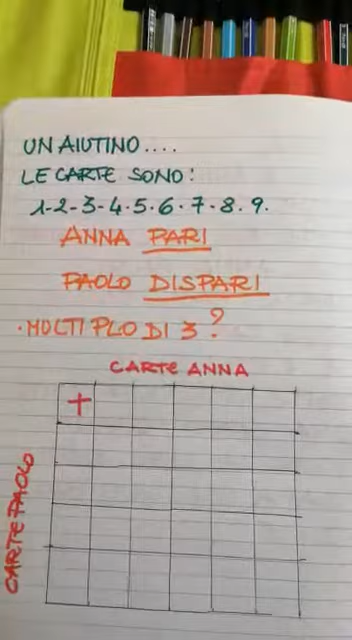 UN AIUTINO....
LE CARTE SONO:
1-2-3-4.5.6.7.8.9.
ANNA PARI
PAOLO DISPARI
.MULTIPLO DI 3?
CARTE ANNA
+
CARTE PAOLO